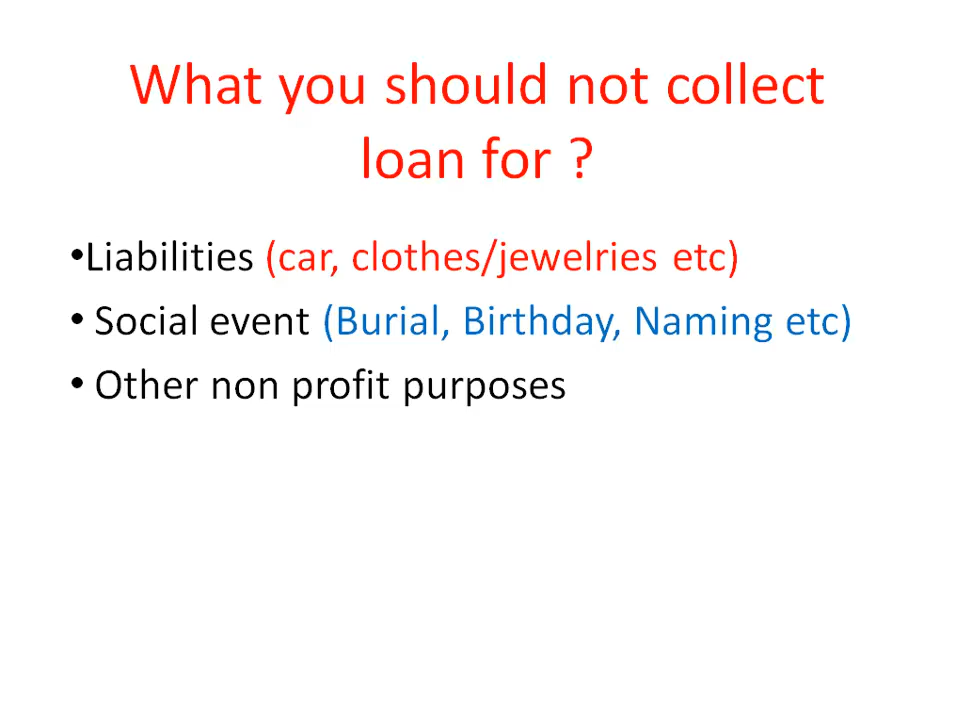 What you should not collect
loan for ?
•Liabilities (car, clothes/jewelries etc)
• Social event (Burial, Birthday, Naming etc)
• Other non profit purposes